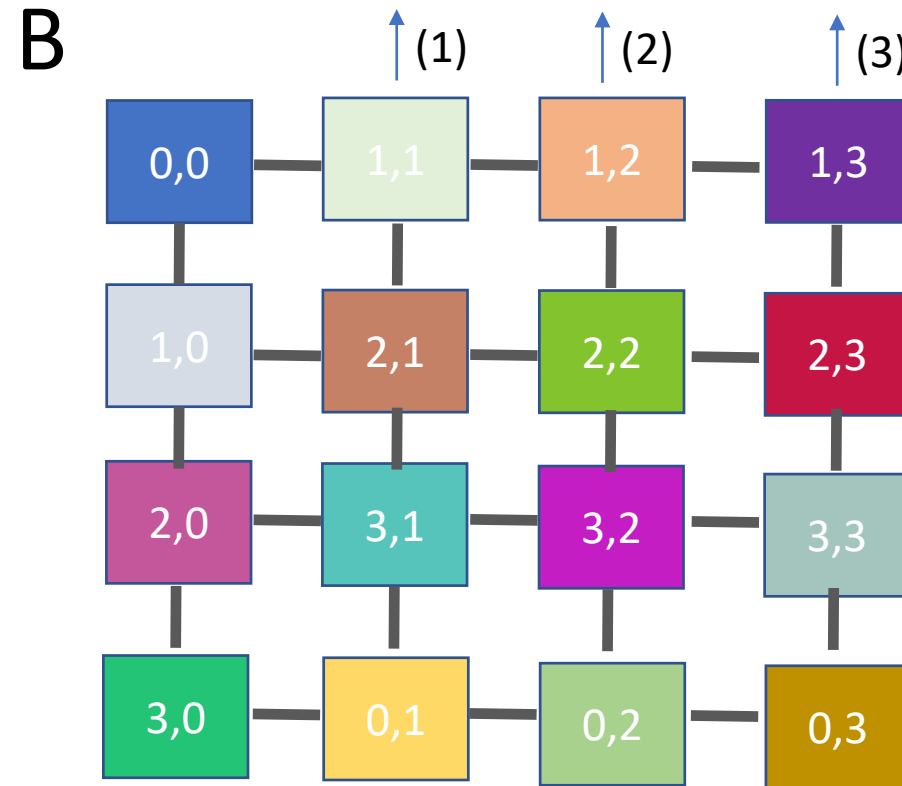 B
(1) (2) (3)
0,0 1,1 1,2 1,3
1,0 2,1 2,2 2,3
2,0 3,1 3,2 3,3
3,0 0,1 0,2 0,3